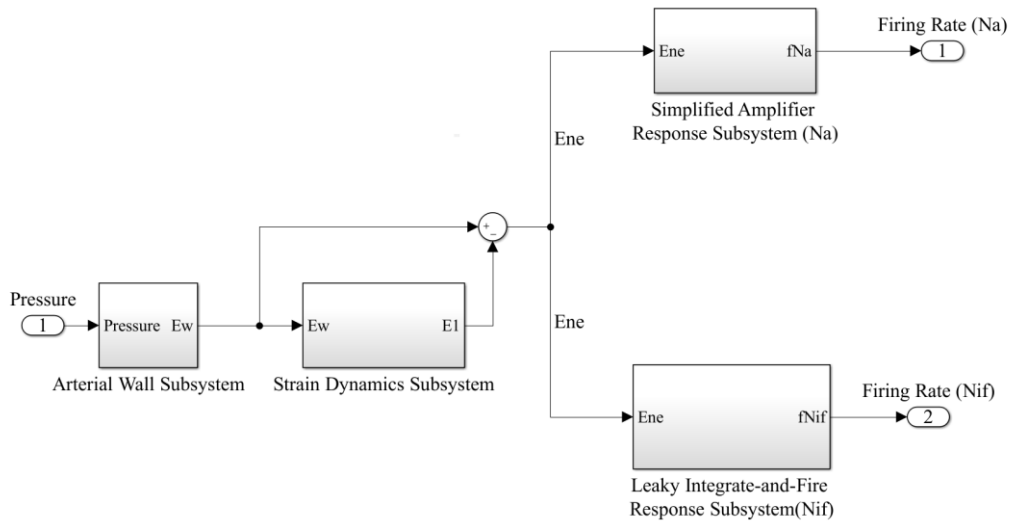 Firing Rate (Na)
Ene
fNa
1
Simplified Amplifier
Response Subsystem (Na)
Ene
+
−
Pressure
1
Pressure
Ew
Ew
E1
Arterial Wall Subsystem
Strain Dynamics Subsystem
Ene
Firing Rate (Nif)
Ene
fNif
2
Leaky Integrate-and-Fire
Response Subsystem(Nif)